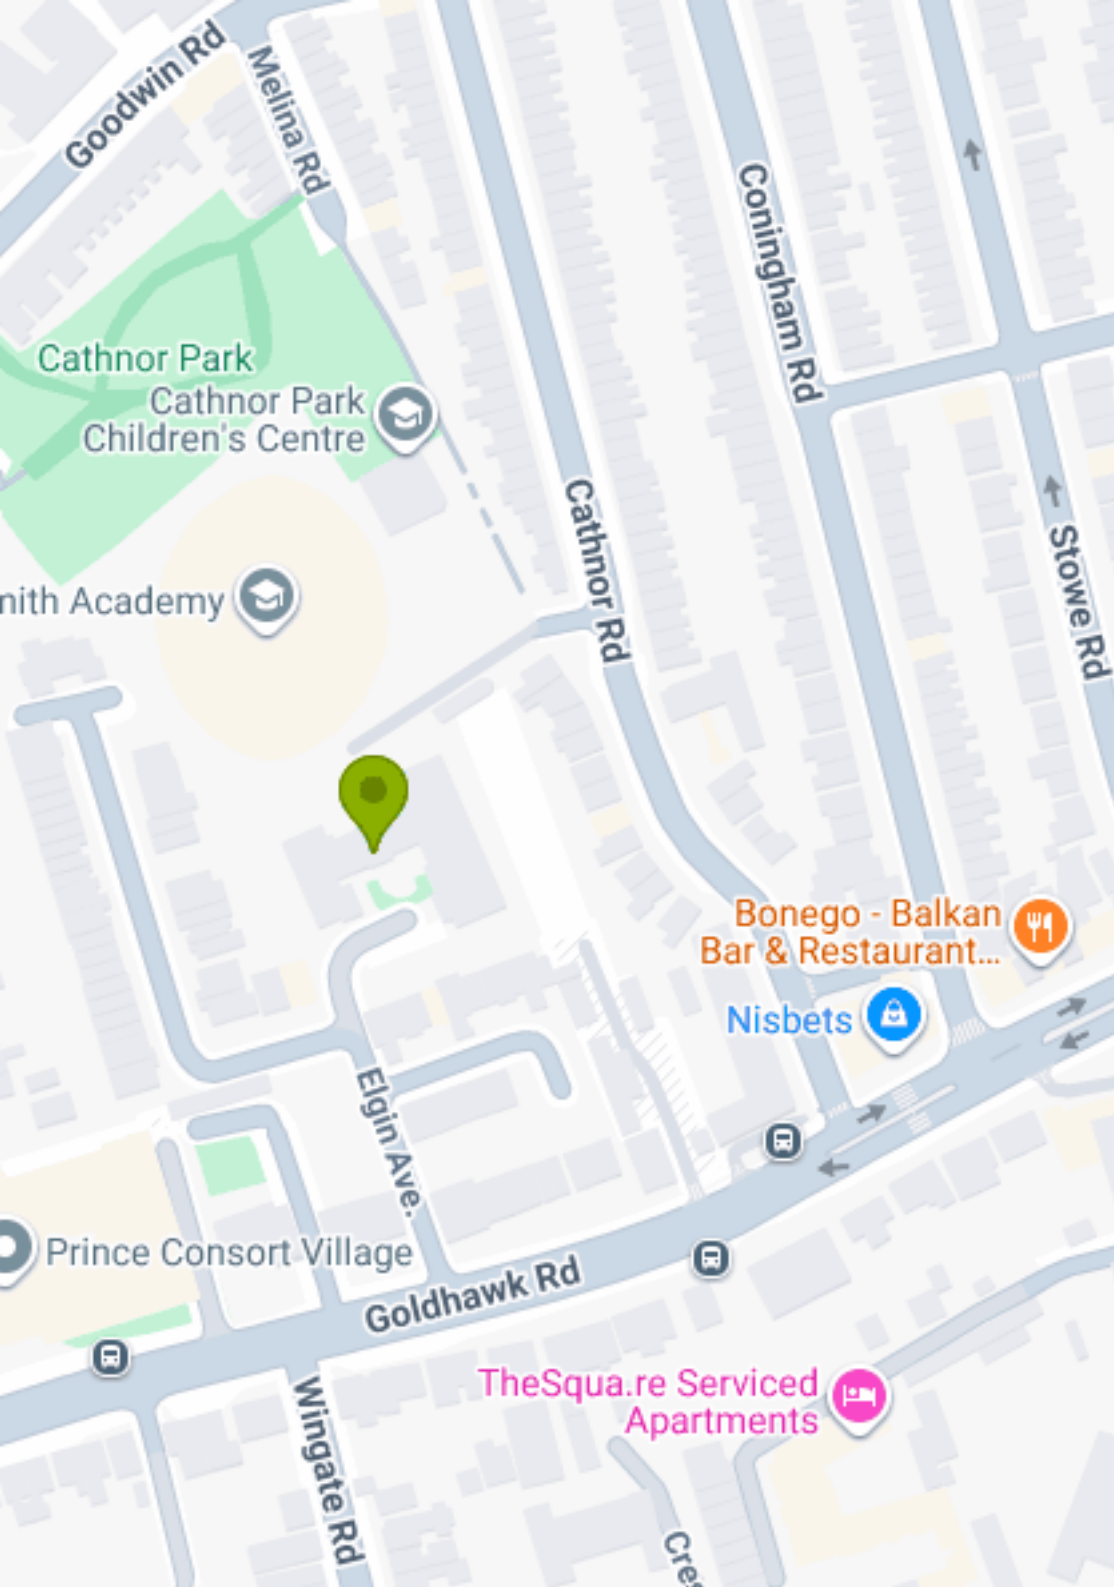 Goodwin Rd
Melina Rd
Coningham Rd
Cathnor Park
Cathnor Park
Children's Centre
Cathnor Rd
Stowe Rd
nith Academy
Bonego - Balkan
Bar & Restaurant...
Nisbets
Elgin Ave.
Prince Consort Village
Goldhawk Rd
TheSqua.re Serviced
Apartments
Wingate Rd
Cres